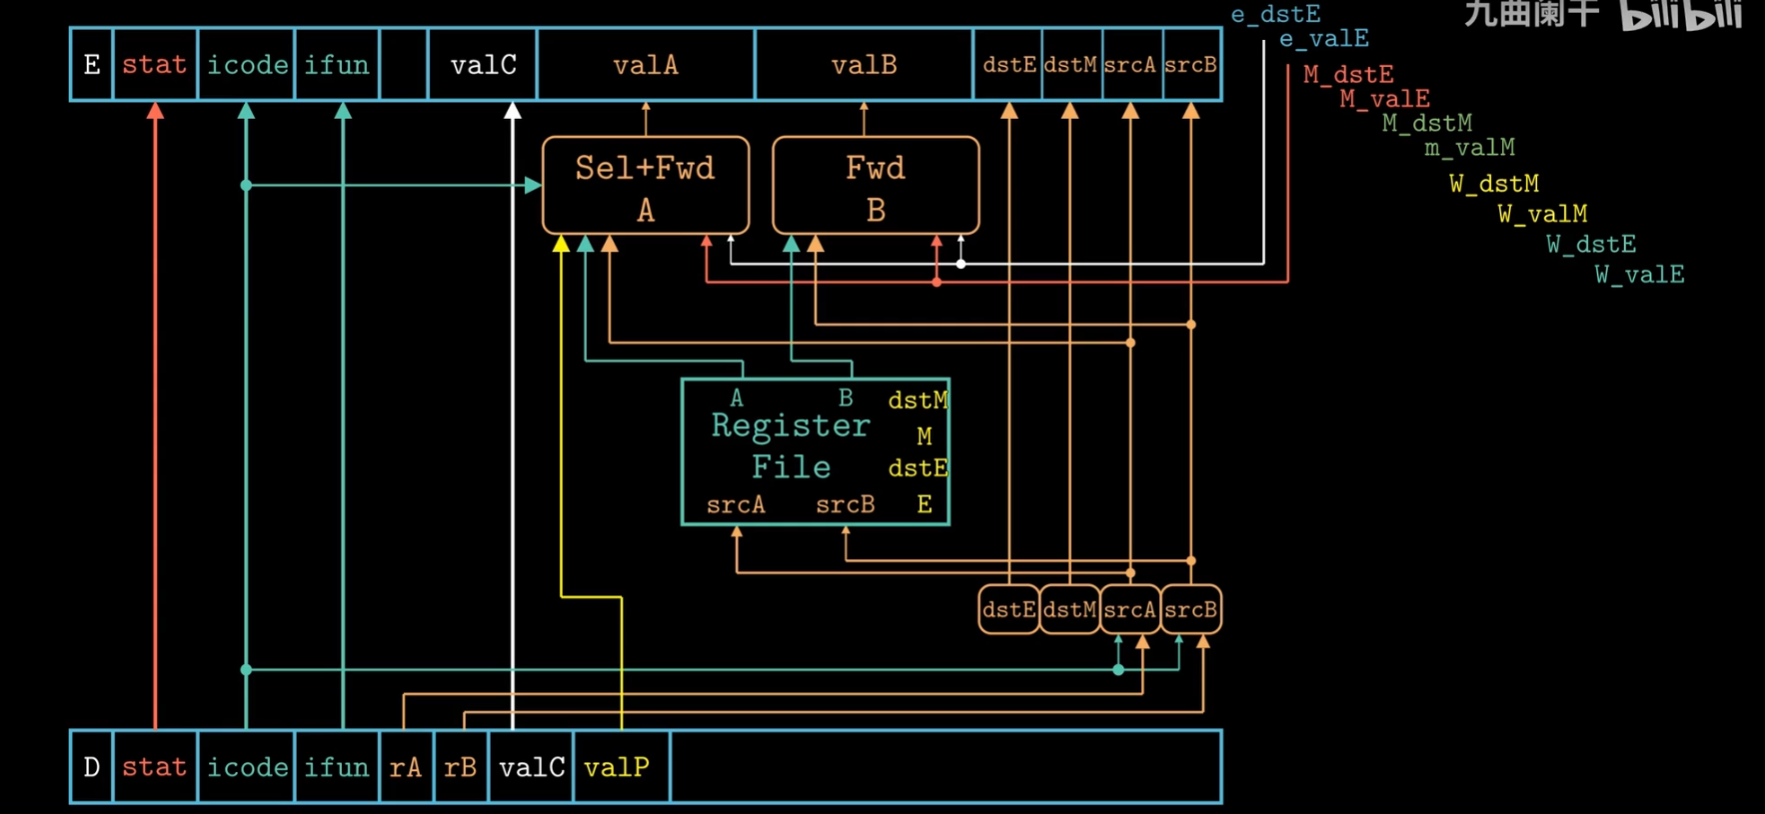 九曲阑干 bilibili
e_dstE
e_valE
E stat icode ifun valC valA valB dstE dstM srcA srcB
M_dstE
M_valE
M_dstM
m_valM
Sel+Fwd
A
Fwd
B
W_dstM
W_valM
W_dstE
W_valE
A B dstM
Register
M
File
dstE
srcA srcB E
dstE dstM srcA srcB
D stat icode ifun rA rB valC valP